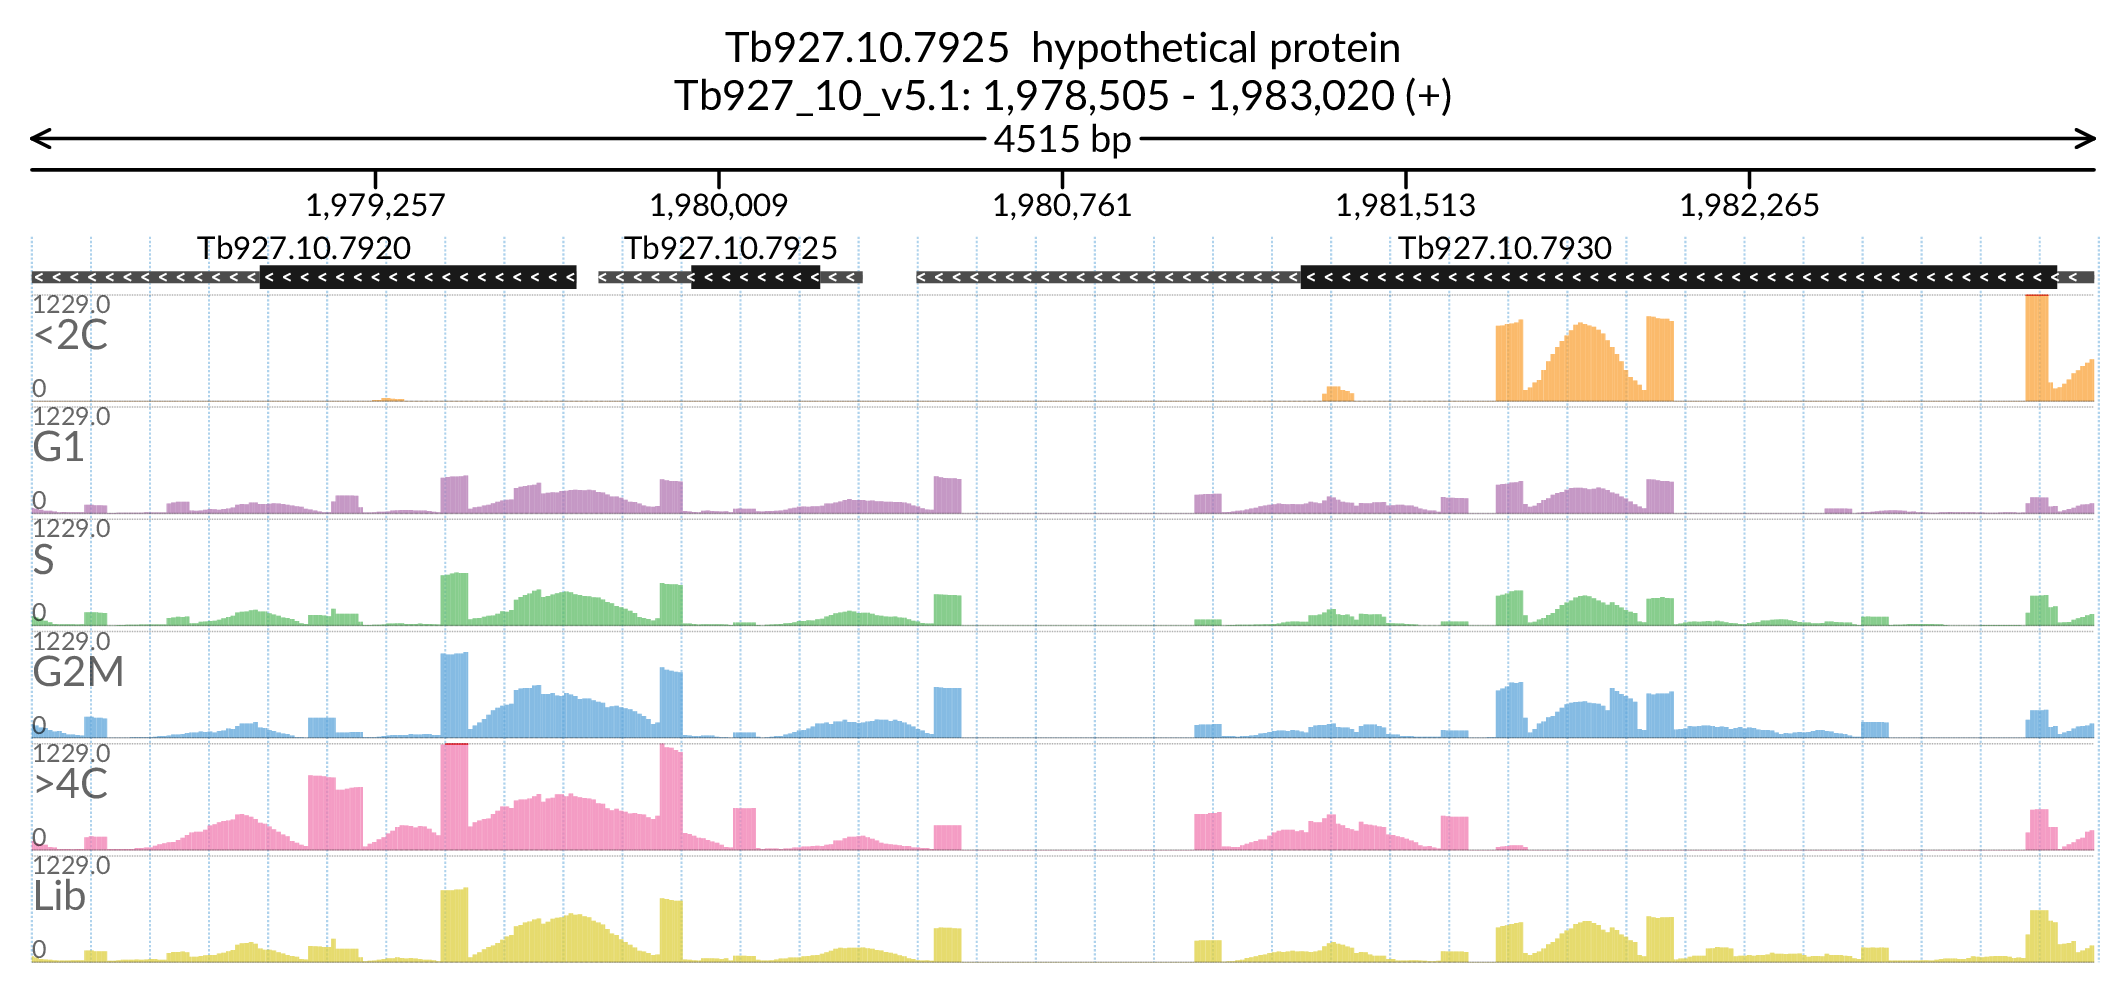 Tb927.10.7925  hypothetical protein
Tb927_10_v5.1: 1,978,505 - 1,983,020 (+)
4515 bp
1,979,257 1,980,009 1,980,761 1,981,513 1,982,265
Tb927.10.7920 Tb927.10.7925 Tb927.10.7930
1229.0
<2C
0
1229.0
G1
0
1229.0
S
0
1229.0
G2M
0
1229.0
>4C
0
1229.0
Lib
0